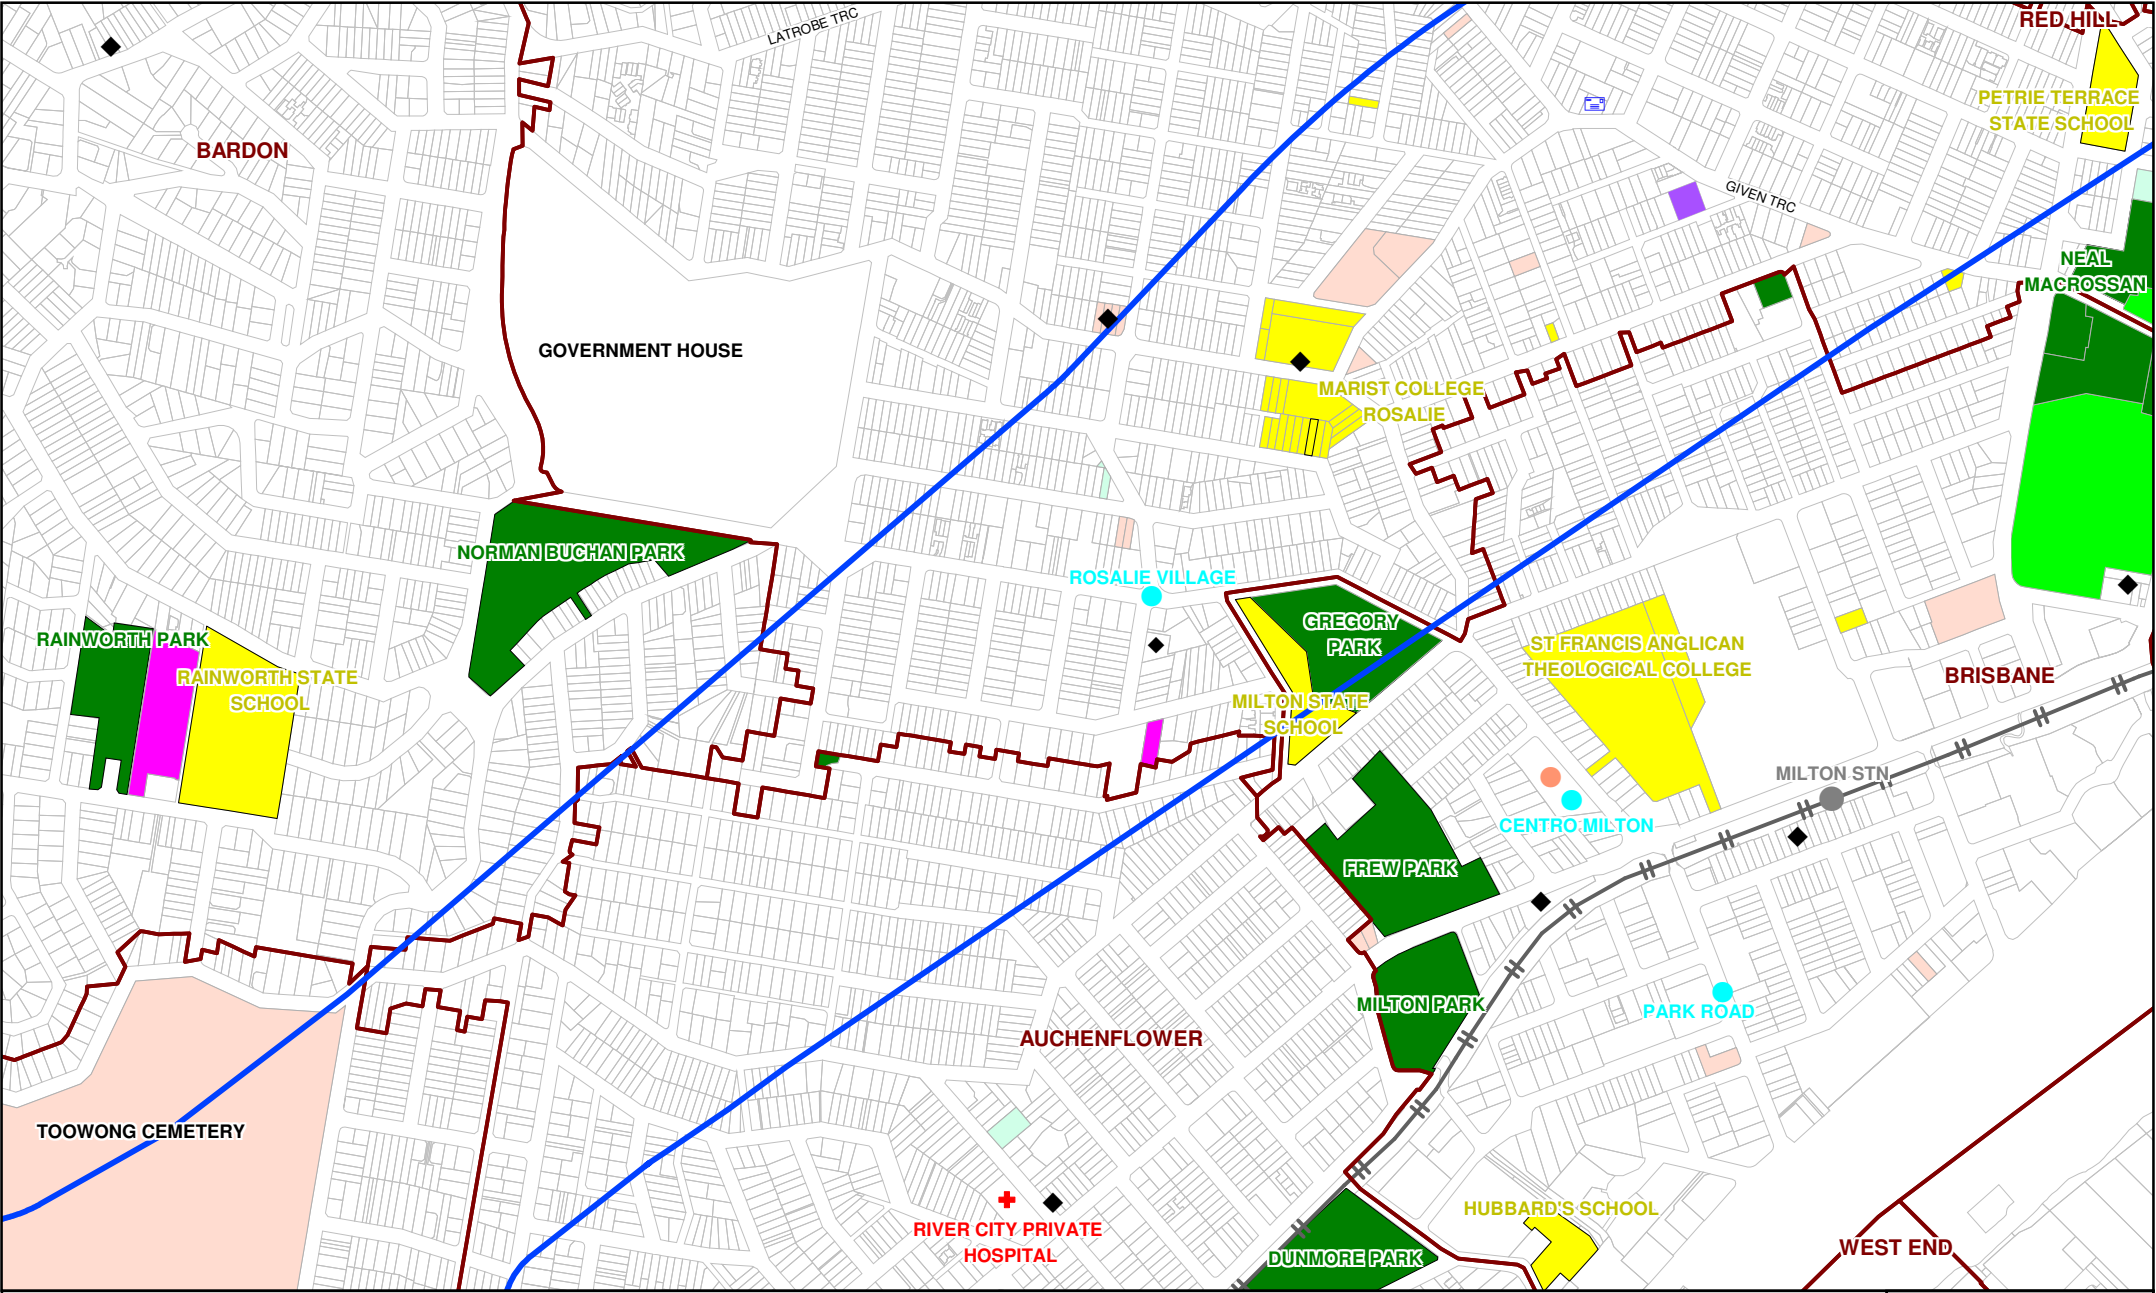 LATROBE TRC
RED HILL
PETRIE TERRACE
STATE SCHOOL
BARDON
GIVEN TRC
NEAL
MACROSSAN
GOVERNMENT HOUSE
MARIST COLLEGE
ROSALIE
NORMAN BUCHAN PARK
ROSALIE VILLAGE
GREGORY
PARK
RAINWORTH PARK
RAINWORTH STATE
SCHOOL
ST FRANCIS ANGLICAN
THEOLOGICAL COLLEGE
BRISBANE
MILTON STATE
SCHOOL
MILTON STN
CENTRO MILTON
FREW PARK
MILTON PARK
PARK ROAD
AUCHENFLOWER
TOOWONG CEMETERY
HUBBARD'S SCHOOL
RIVER CITY PRIVATE
HOSPITAL
DUNMORE PARK
WEST END